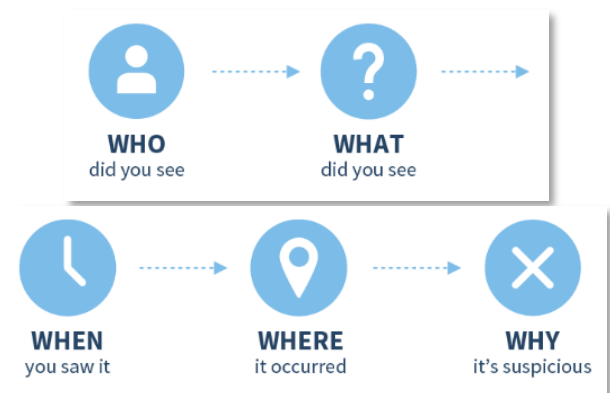 WHO
did you see
WHAT
did you see
WHEN
you saw it
WHERE
it occurred
WHY
it's suspicious